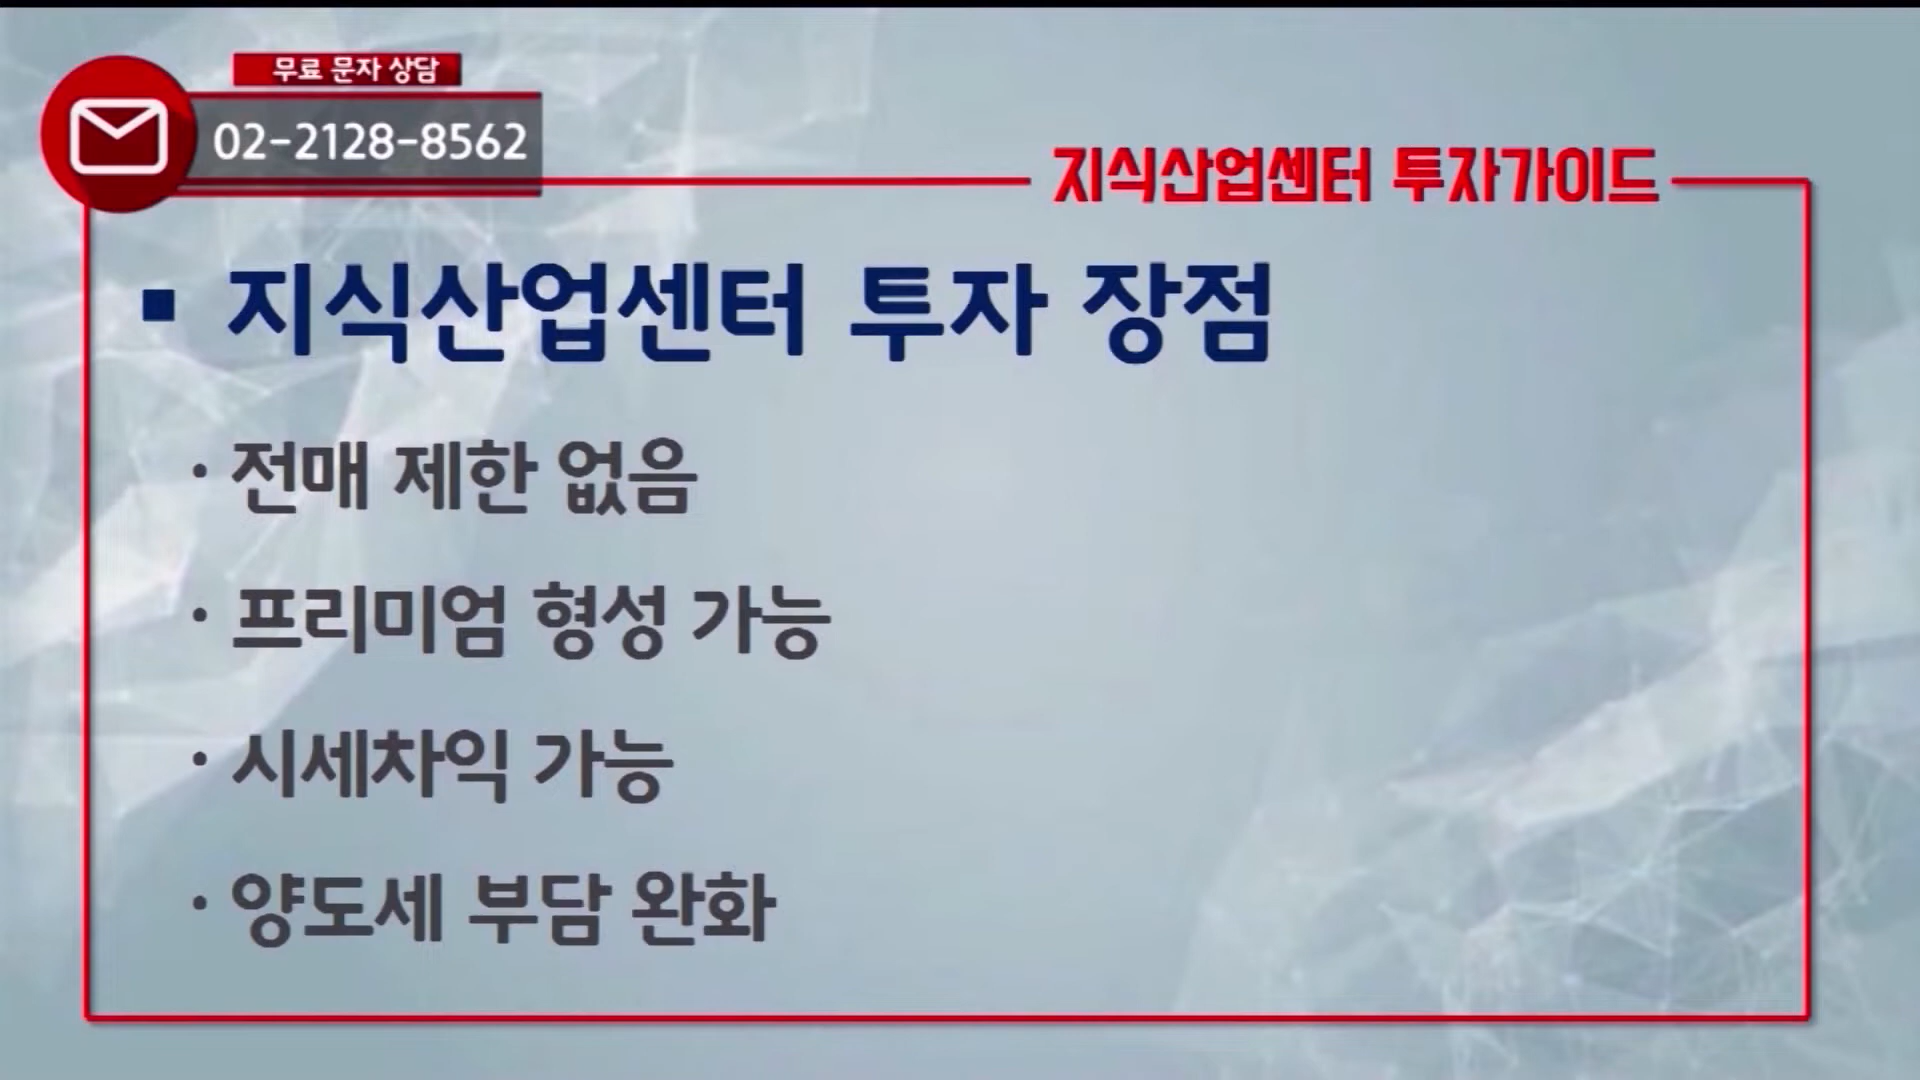 무료 문자 상담
02-2128-8562
지식산업센터 투자가이드
▪ 지식산업센터 투자 장점
· 전매 제한 없음
· 프리미엄 형성 가능
· 시세차익 가능
· 양도세 부담 완화